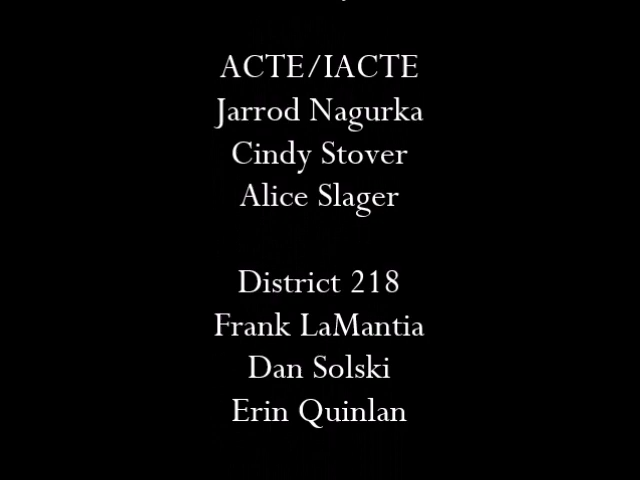 ACTE/IACTE
Jarrod Nagurka
Cindy Stover
Alice Slager
District 218
Frank LaMantia
Dan Solski
Erin Quinlan